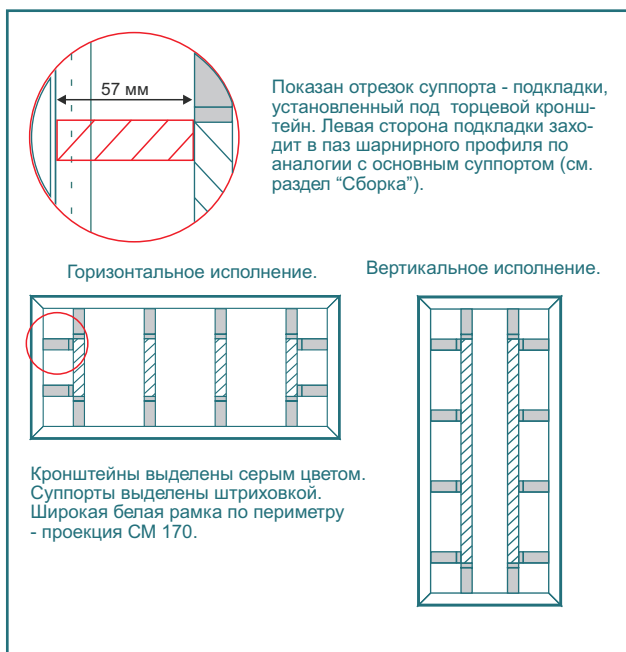 57 мм
Показан отрезок суппорта - подкладки,
установленный под торцевой кронш-
тейн. Левая сторона подкладки захо-
дит в паз шарнирного профиля по
аналогии с основным суппортом (см.
раздел “Сборка”).
Горизонтальное исполнение.
Вертикальное исполнение.
Кронштейны выделены серым цветом.
Суппорты выделены штриховкой.
Широкая белая рамка по периметру
- проекция СМ 170.